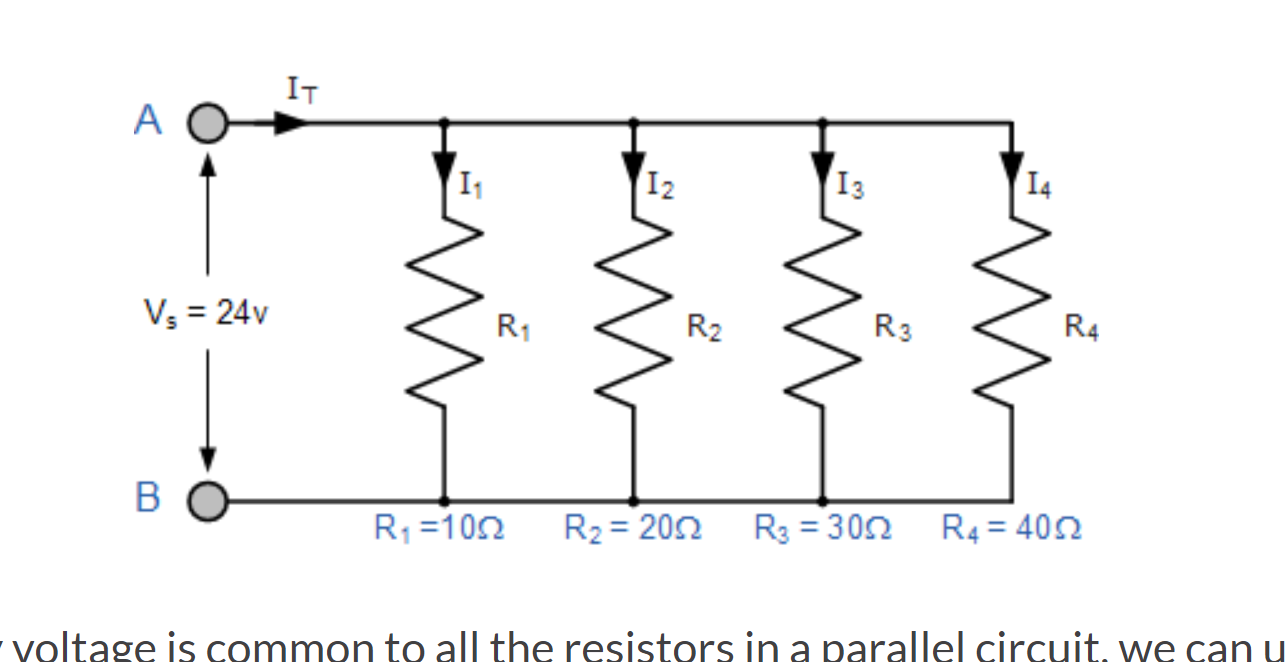 I_T
A
I₁ I₂ I₃ I₄
Vₛ = 24v
R₁ R₂ R₃ R₄
B
R₁ =10Ω R₂ = 20Ω R₃ = 30Ω R₄ = 40Ω
voltage is common to all the resistors in a parallel circuit, we can u